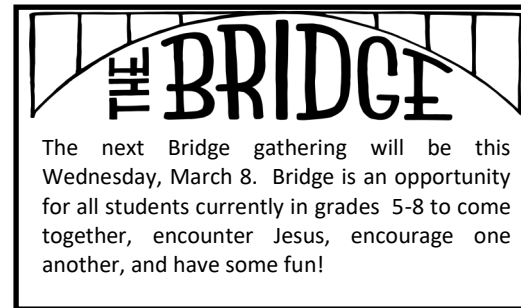 THE BRIDGE
The next Bridge gathering will be this
Wednesday, March 8. Bridge is an opportunity
for all students currently in grades 5-8 to come
together, encounter Jesus, encourage one
another, and have some fun!